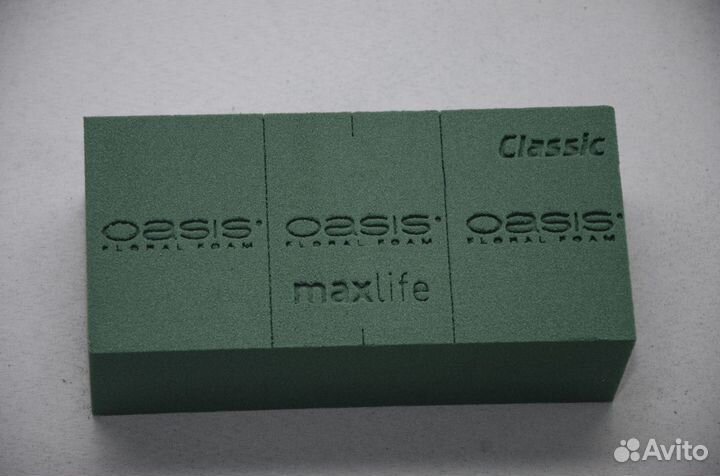 Classic
OASIS® OASIS® OASIS®
FLORAL FOAM FLORAL FOAM FLORAL FOAM
maxlife
Avito